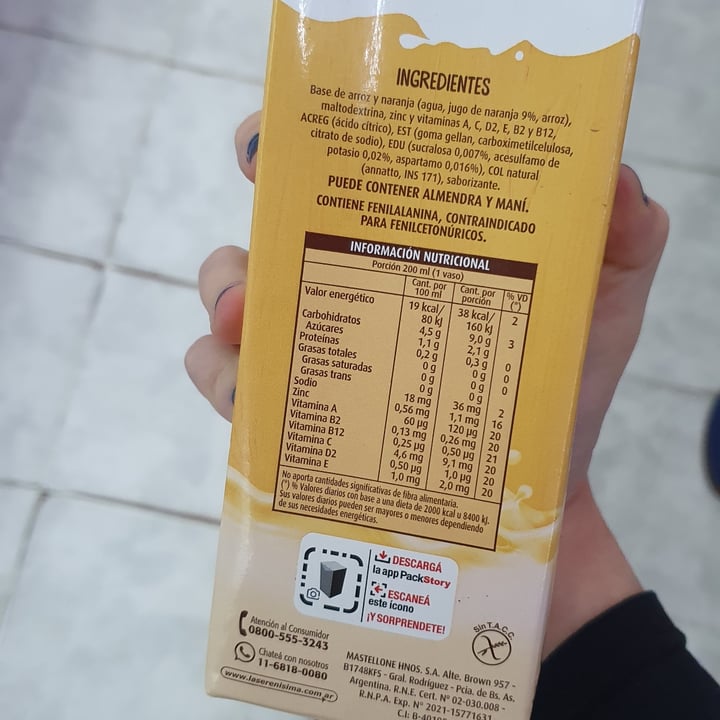 INGREDIENTES
Base de arroz y naranja (agua, jugo de naranja 9%, arroz),
maltodextrina, zinc y vitaminas A, C, D2, E, B2 y B12,
ACREG (ácido cítrico), EST (goma gellan, carboximetilcelulosa,
citrato de sodio), EDU (sucralosa 0,007%, acesulfamo de
potasio 0,02%, aspartamo 0,016%), COL natural
(annatto, INS 171), saborizante.
PUEDE CONTENER ALMENDRA Y MANÍ.
CONTIENE FENILALANINA, CONTRAINDICADO
PARA FENILCETONÚRICOS.
INFORMACIÓN NUTRICIONAL
Porción 200 ml (1 vaso)
Cant. por 100 ml Cant. por porción % VD (*)
Valor energético 19 kcal/ 80 kJ 38 kcal/ 160 kJ 2
Carbohidratos 4,5 g 9,0 g 3
Azúcares 1,1 g 2,1 g
Proteínas 0,2 g 0,3 g 0
Grasas totales 0 g 0 g 0
Grasas saturadas 0 g 0 g 0
Grasas trans 0 g 0 g
Sodio 18 mg 36 mg 2
Zinc 0,56 mg 1,1 mg 16
Vitamina A 60 µg 120 µg 20
Vitamina B2 0,13 mg 0,26 mg 20
Vitamina B12 0,25 µg 0,50 µg 21
Vitamina C 4,6 mg 9,1 mg 20
Vitamina D2 0,50 µg 1,0 µg 20
Vitamina E 1,0 mg 2,0 mg 20
No aporta cantidades significativas de fibra alimentaria.
(*) % Valores diarios con base a una dieta de 2000 kcal u 8400 kJ.
Sus valores diarios pueden ser mayores o menores dependiendo
de sus necesidades energéticas.
DESCARGÁ
la app PackStory
ESCANEÁ
este ícono
¡Y SORPRENDETE!
Atención al Consumidor
0800-555-3243
Chateá con nosotros
11-6818-0080
www.laserenisima.com.ar
Sin T.A.C.C.
MASTELLONE HNOS. S.A. Alte. Brown 957 -
B1748KFS - Gral. Rodríguez - Pcia. de Bs. As.
Argentina. R.N.E. Cert. Nº 02-030.008 -
R.N.P.A. Exp. Nº 2021-15771631